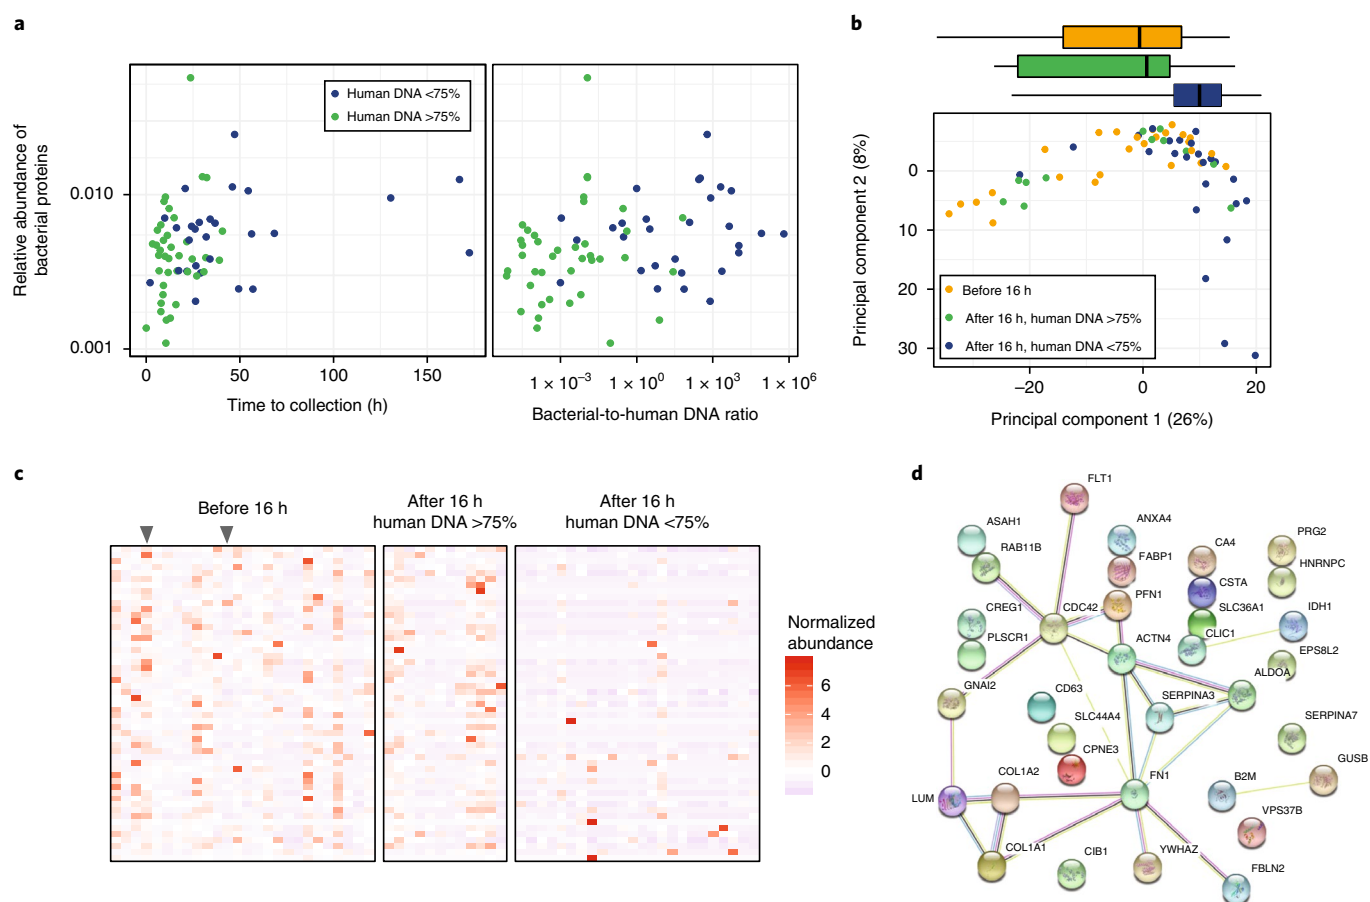 a
Relative abundance of
bacterial proteins
0.010
0.001
Human DNA <75%
Human DNA >75%
0
50
100
150
Time to collection (h)
1 × 10⁻³
1 × 10⁰
1 × 10³
1 × 10⁶
Bacterial-to-human DNA ratio
b
Principal component 2 (8%)
0
10
20
30
Before 16 h
After 16 h, human DNA >75%
After 16 h, human DNA <75%
−20
0
20
Principal component 1 (26%)
c
Before 16 h
After 16 h
human DNA >75%
After 16 h
human DNA <75%
Normalized
abundance
6
4
2
0
d
FLT1
ASAH1
ANXA4
PRG2
RAB11B
FABP1
CA4
HNRNPC
CSTA
PFN1
CREG1
CDC42
SLC36A1
IDH1
PLSCR1
ACTN4
CLIC1
EPS8L2
ALDOA
GNAI2
CD63
SERPINA3
SLC44A4
SERPINA7
CPNE3
COL1A2
FN1
B2M
GUSB
LUM
VPS37B
COL1A1
CIB1
YWHAZ
FBLN2